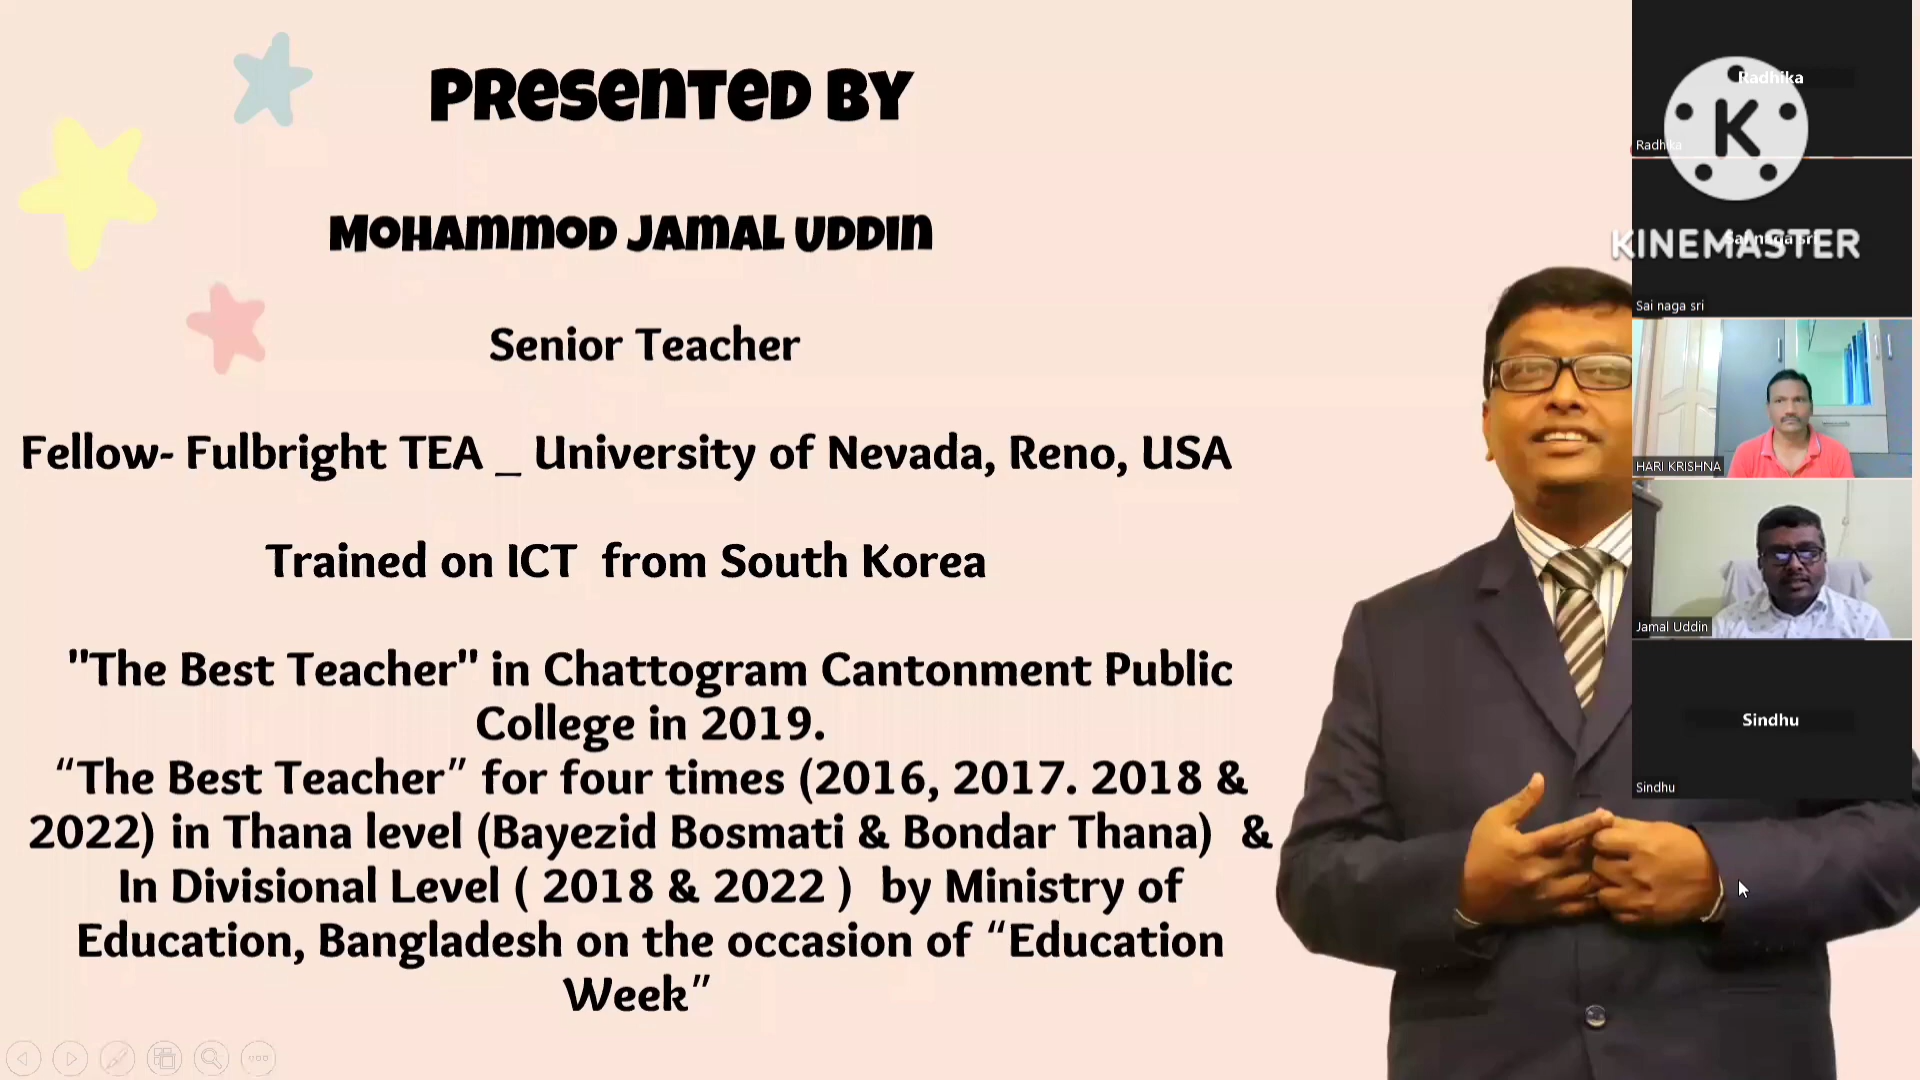 PRESENTED BY
MOHAMMOD JAMAL UDDIN
Senior Teacher
Fellow- Fulbright TEA _ University of Nevada, Reno, USA
Trained on ICT from South Korea
"The Best Teacher" in Chattogram Cantonment Public
College in 2019.
“The Best Teacher” for four times (2016, 2017. 2018 &
2022) in Thana level (Bayezid Bosmati & Bondar Thana) &
In Divisional Level ( 2018 & 2022 ) by Ministry of
Education, Bangladesh on the occasion of “Education
Week”
Radhika
K
Radhika
KINEMASTER
Sai naga sri
Sai naga sri
HARI KRISHNA
Jamal Uddin
Sindhu
Sindhu